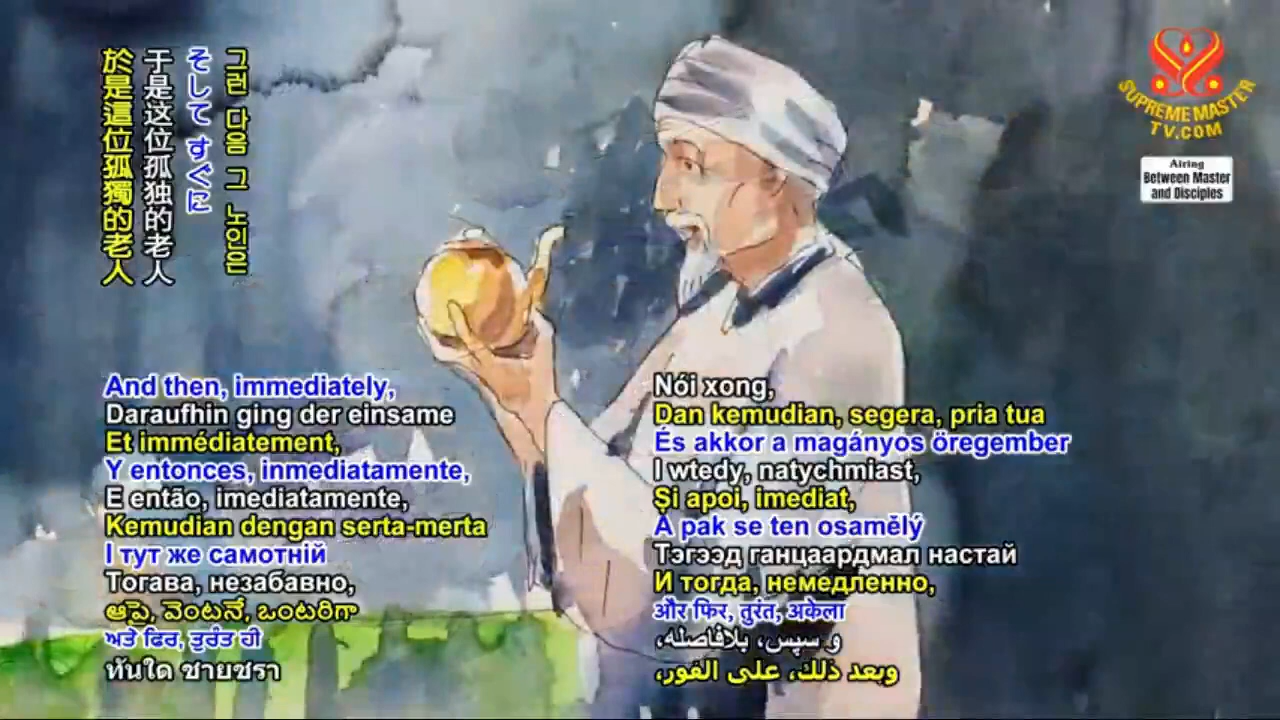 그런 다음 그 노인은
そして すぐに
于是这位孤独的老人
於是這位孤獨的老人
SUPREME MASTER
TV.COM
Airing
Between Master
and Disciples
And then, immediately,
Daraufhin ging der einsame
Et immédiatement,
Y entonces, inmediatamente,
E então, imediatamente,
Kemudian dengan serta-merta
І тут же самотній
Тогава, незабавно,
ఆపై, వెంటనే, ఒంటరిగా
ਅਤੇ ਫਿਰ, ਤੁਰੰਤ ਹੀ
ทันใด ชายชรา
Nói xong,
Dan kemudian, segera, pria tua
És akkor a magányos öregember
I wtedy, natychmiast,
Și apoi, imediat,
A pak se ten osamělý
Тэгээд ганцаардмал настай
И тогда, немедленно,
और फिर, तुरंत, अकेला
و سپس، بلافاصله،
وبعد ذلك، على الفور،